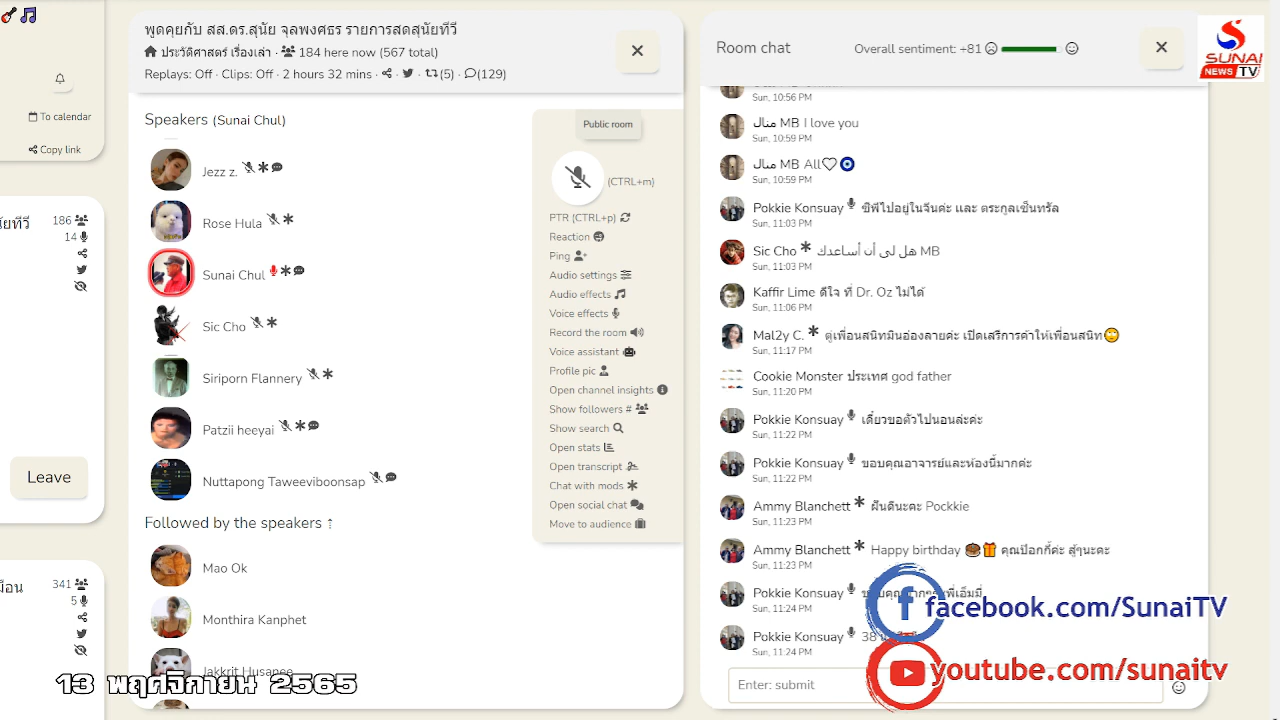 To calendar
Copy link
186
14
Leave
341
5
พูดคุยกับ สส.ดร.สุนัย จุลพงศธร รายการสดสุนัยทีวี
ประวัติศาสตร์ เรื่องเล่า · 184 here now (567 total)
Replays: Off · Clips: Off · 2 hours 32 mins · (5) · (129)
Speakers (Sunai Chul)
Jezz z.
Rose Hula
Sunai Chul
Sic Cho
Siriporn Flannery
Nuttapong Taweeviboonsap
Followed by the speakers ↑
Mao Ok
Monthira Kanphet
Jakkrit Husanee
Public room
(CTRL+m)
PTR (CTRL+p)
Reaction
Ping
Audio settings
Audio effects
Voice effects
Record the room
Voice assistant
Profile pic
Open channel insights
Show followers #
Show search
Open stats
Open transcript
Chat with mods
Open social chat
Move to audience
Room chat
Overall sentiment: +81
Sun, 10:56 PM
منال MB I love you
Sun, 10:59 PM
منال MB All♡🧿
Sun, 10:59 PM
Pokkie Konsuay ซีพีไปอยู่ในจีนค่ะ และ ตระกูลเซ็นทรัล
Sun, 11:03 PM
Sic Cho هل لي أن أساعدك MB
Sun, 11:03 PM
Kaffir Lime ดีใจ ที่ Dr. Oz ไม่ได้
Sun, 11:06 PM
Mal2y C. ดูเพื่อนสนิทมินอ่องลายค่ะ เปิดเสรีการค้าให้เพื่อนสนิท🙄
Sun, 11:17 PM
Cookie Monster ประเทศ god father
Sun, 11:20 PM
Pokkie Konsuay เดี๋ยวขอตัวไปนอนล่ะค่ะ
Sun, 11:22 PM
Pokkie Konsuay ขอบคุณอาจารย์และห้องนี้มากค่ะ
Sun, 11:22 PM
Ammy Blanchett ฝันดีนะคะ Pockkie
Sun, 11:23 PM
Ammy Blanchett Happy birthday 🎂🎁 คุณป๊อกกี้ค่ะ สู้ๆนะคะ
Sun, 11:23 PM
Pokkie Konsuay
Sun, 11:24 PM
Pokkie Konsuay 38
Sun, 11:24 PM
Enter: submit
SUNAI
NEWS TV
facebook.com/SunaiTV
youtube.com/sunaitv
13 พฤศจิกายน 2565